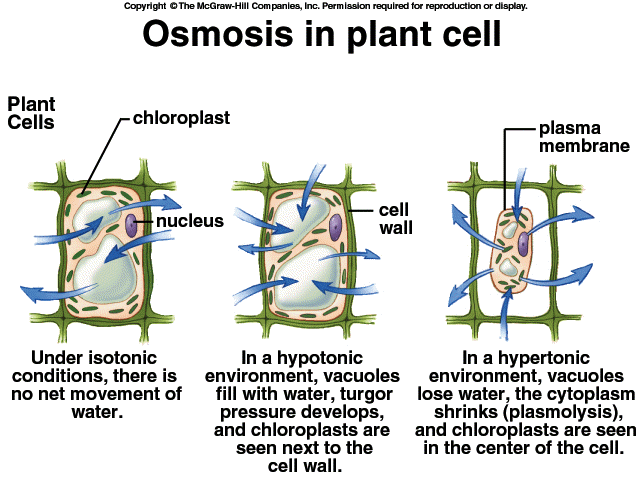 Copyright © The McGraw-Hill Companies, Inc. Permission required for reproduction or display.
Osmosis in plant cell
Plant
Cells
chloroplast
nucleus
cell
wall
plasma
membrane
Under isotonic
conditions, there is
no net movement of
water.
In a hypotonic
environment, vacuoles
fill with water, turgor
pressure develops,
and chloroplasts are
seen next to the
cell wall.
In a hypertonic
environment, vacuoles
lose water, the cytoplasm
shrinks (plasmolysis),
and chloroplasts are seen
in the center of the cell.